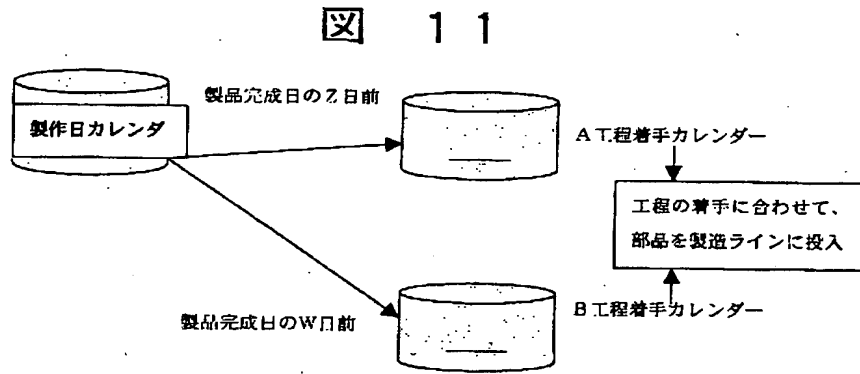 図 11
製品完成日のZ日前
製作日カレンダ
A工程着手カレンダー
工程の着手に合わせて、
部品を製造ラインに投入
製品完成日のW日前
B工程着手カレンダー